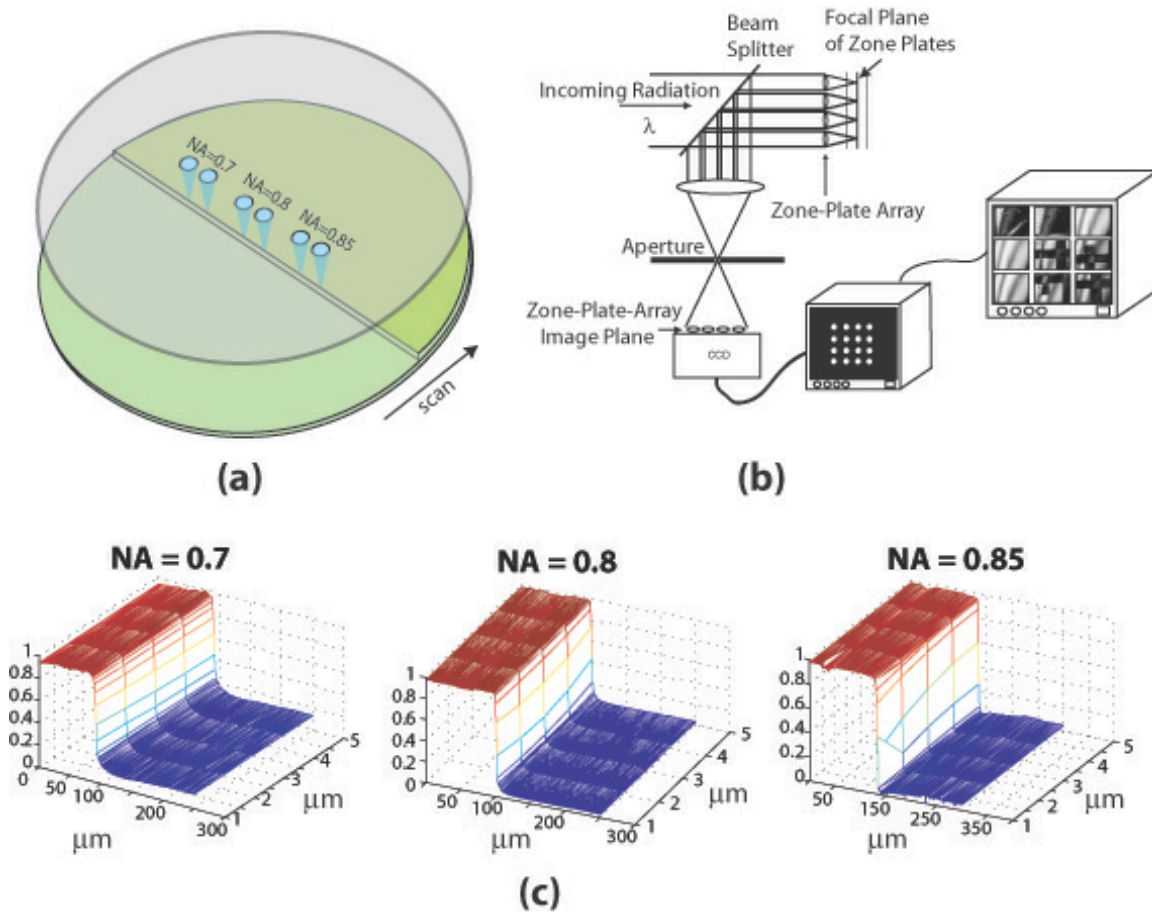 NA=0.7
NA=0.8
NA=0.85
scan
(a)
Beam
Splitter
Focal Plane
of Zone Plates
Incoming Radiation
λ
Zone-Plate Array
Aperture
Zone-Plate-Array
Image Plane
CCD
(b)
NA = 0.7
1
0.8
0.6
0.4
0.2
0
50
100
200
300
μm
1
2
3
4
5
μm
NA = 0.8
1
0.8
0.6
0.4
0.2
0
50
100
200
300
μm
1
2
3
4
5
μm
NA = 0.85
1
0.8
0.6
0.4
0.2
0
50
150
250
350
μm
1
2
3
4
5
μm
(c)